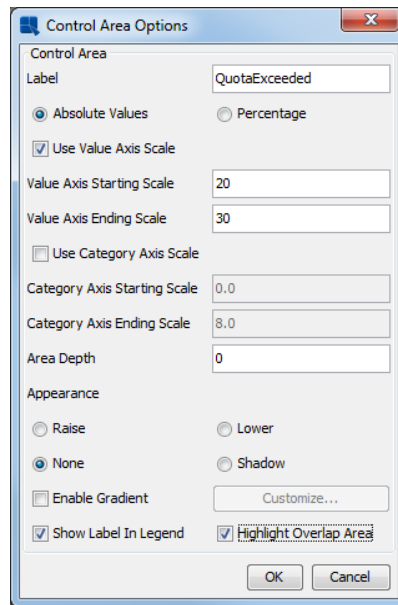 Control Area Options
Control Area
Label QuotaExceeded
Absolute Values Percentage
Use Value Axis Scale
Value Axis Starting Scale 20
Value Axis Ending Scale 30
Use Category Axis Scale
Category Axis Starting Scale 0.0
Category Axis Ending Scale 8.0
Area Depth 0
Appearance
Raise Lower
None Shadow
Enable Gradient Customize...
Show Label In Legend Highlight Overlap Area
OK Cancel